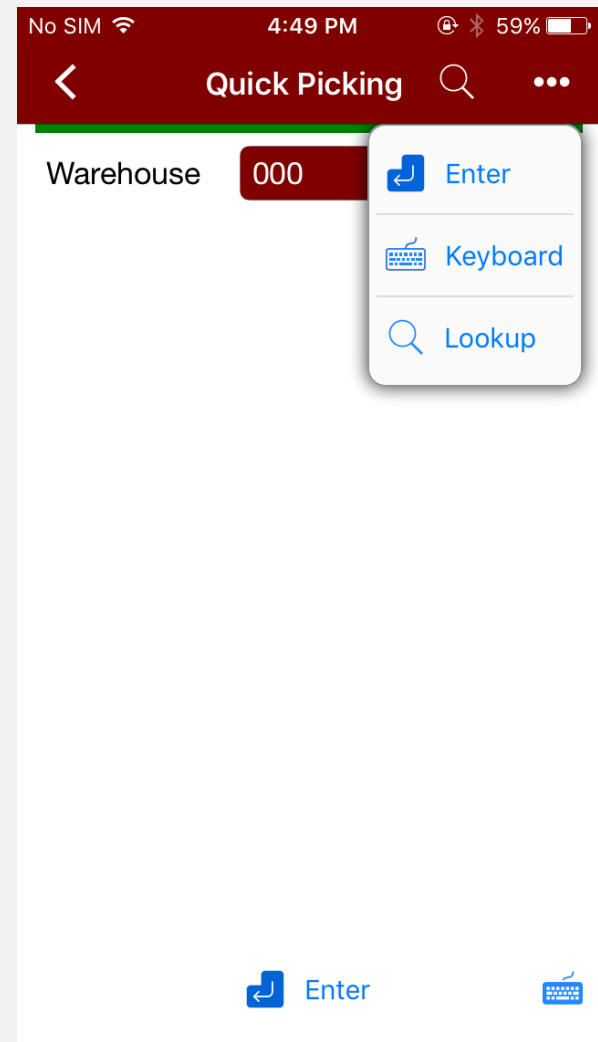 No SIM 4:49 PM 59%
Quick Picking
Warehouse 000
Enter
Keyboard
Lookup
Enter